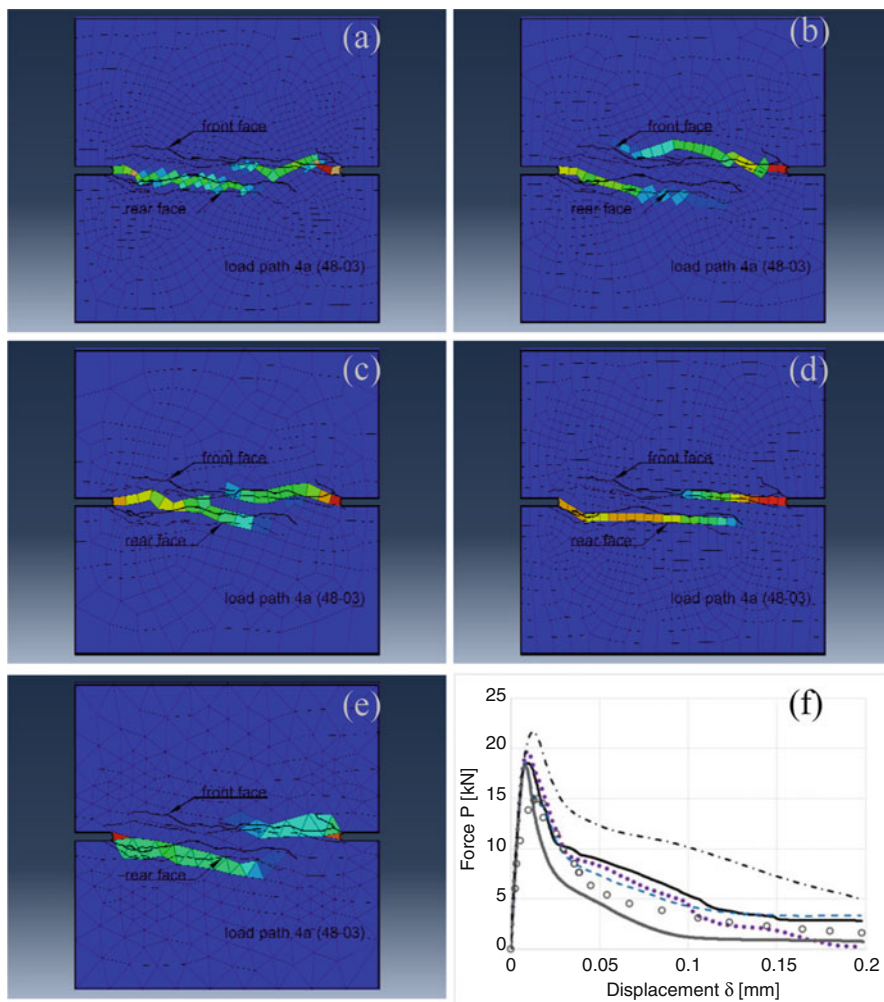 (a)
front face
rear face
load path 4a (48-03)
(b)
front face
rear face
load path 4a (48-03)
(c)
front face
rear face
load path 4a (48-03)
(d)
front face
rear face
load path 4a (48-03)
(e)
front face
rear face
load path 4a (48-03)
(f)
25
20
15
10
5
0
Force P [kN]
0 0.05 0.1 0.15 0.2
Displacement δ [mm]